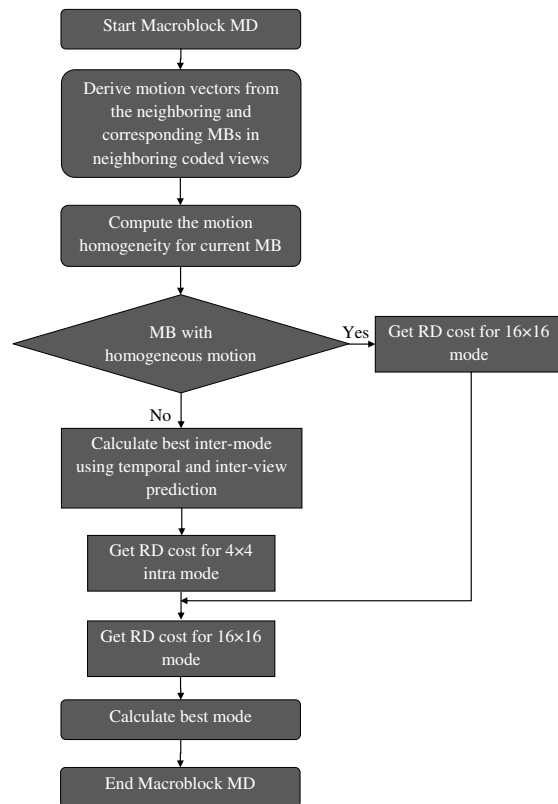 Start Macroblock MD
Derive motion vectors from
the neighboring and
corresponding MBs in
neighboring coded views
Compute the motion
homogeneity for current MB
MB with
homogeneous motion
Yes
Get RD cost for 16×16
mode
No
Calculate best inter-mode
using temporal and inter-view
prediction
Get RD cost for 4×4
intra mode
Get RD cost for 16×16
mode
Calculate best mode
End Macroblock MD